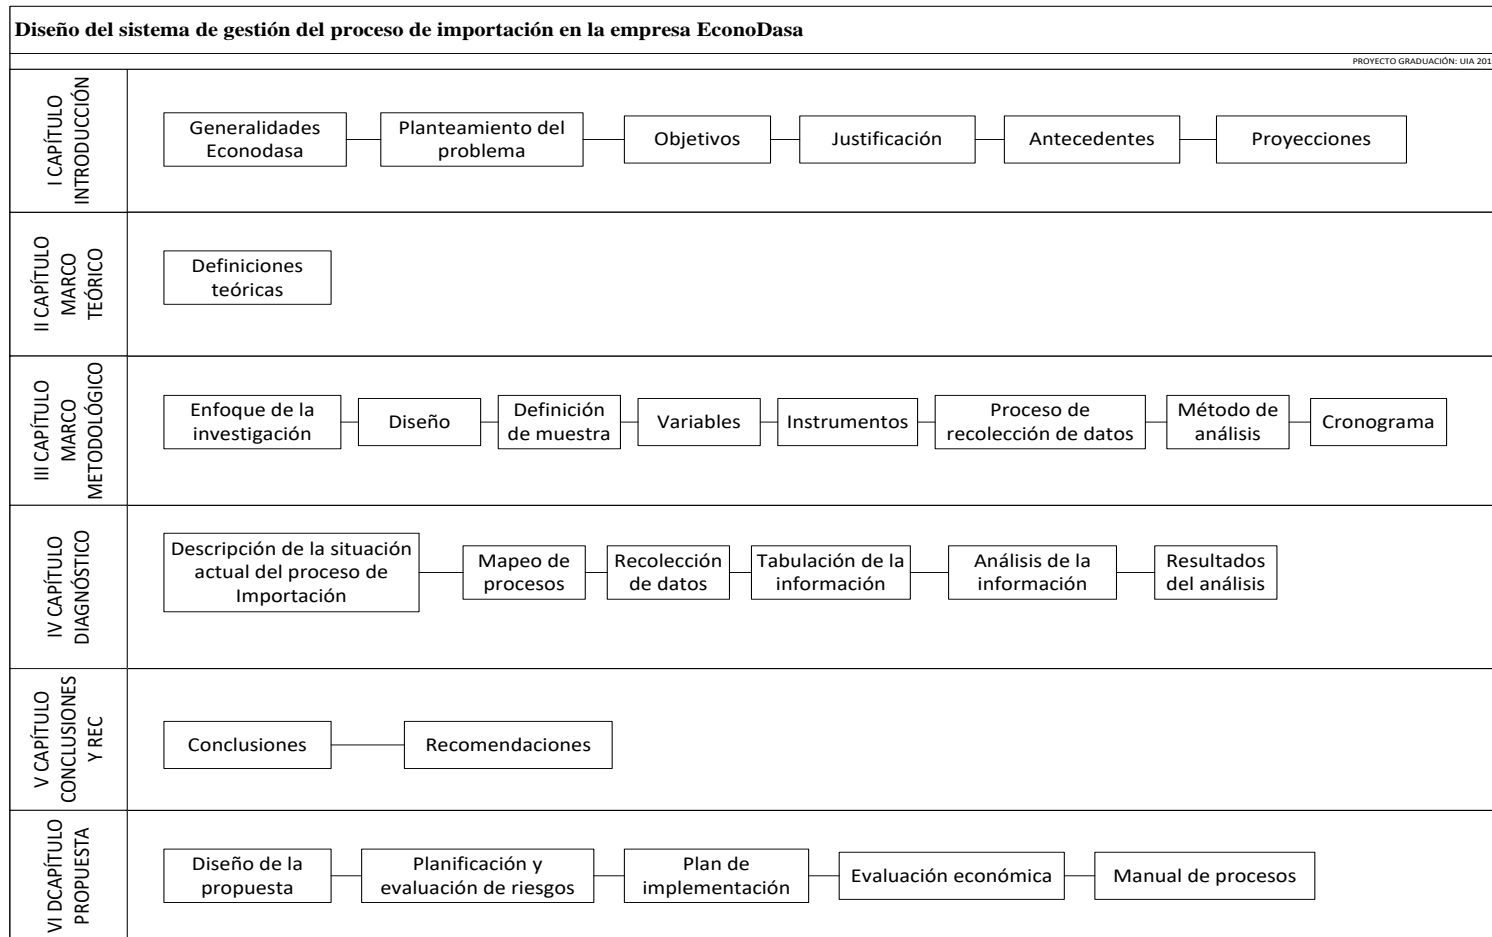 Diseño del sistema de gestión del proceso de importación en la empresa EconoDasa
PROYECTO GRADUACIÓN: UIA 201
I CAPÍTULO
INTRODUCCIÓN
Generalidades
Econodasa
Planteamiento del
problema
Objetivos
Justificación
Antecedentes
Proyecciones
II CAPÍTULO
MARCO
TEÓRICO
Definiciones
teóricas
III CAPÍTULO
MARCO
METODOLÓGICO
Enfoque de la
investigación
Diseño
Definición
de muestra
Variables
Instrumentos
Proceso de
recolección de datos
Método de
análisis
Cronograma
IV CAPÍTULO
DIAGNÓSTICO
Descripción de la situación
actual del proceso de
Importación
Mapeo de
procesos
Recolección
de datos
Tabulación de la
información
Análisis de la
información
Resultados
del análisis
V CAPÍTULO
CONCLUSIONES
Y REC
Conclusiones
Recomendaciones
VI DCAPÍTULO
PROPUESTA
Diseño de la
propuesta
Planificación y
evaluación de riesgos
Plan de
implementación
Evaluación económica
Manual de procesos